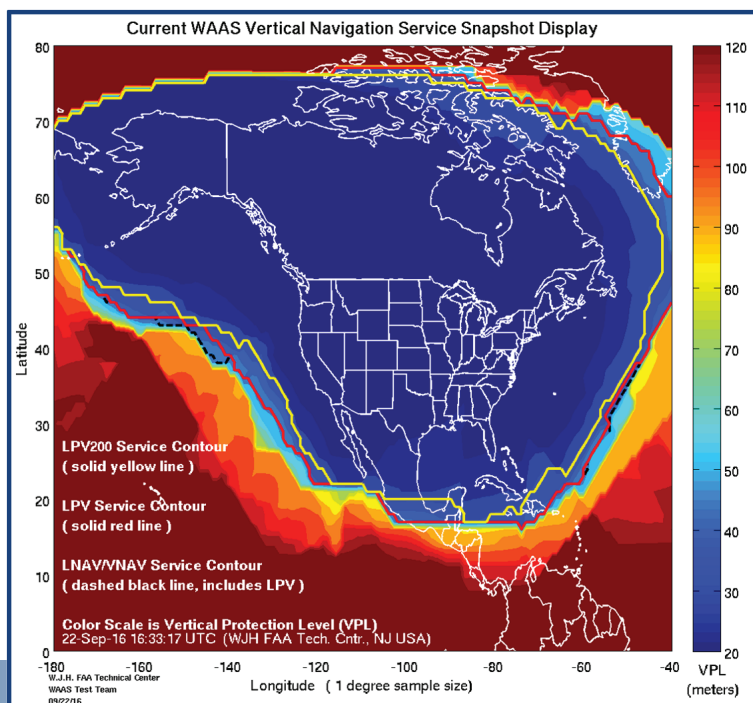 Current WAAS Vertical Navigation Service Snapshot Display
80
70
60
50
40
30
20
10
0
Latitude
LPV200 Service Contour
( solid yellow line )
LPV Service Contour
( solid red line )
LNAV/VNAV Service Contour
( dashed black line, includes LPV )
Color Scale is Vertical Protection Level (VPL)
22-Sep-16 16:33:17 UTC (WJH FAA Tech. Cntr., NJ USA)
-180 -160 -140 -120 -100 -80 -60 -40
Longitude ( 1 degree sample size)
W.J.H. FAA Technical Center
WAAS Test Team
09/22/16
120
110
100
90
80
70
60
50
40
30
20
VPL
(meters)